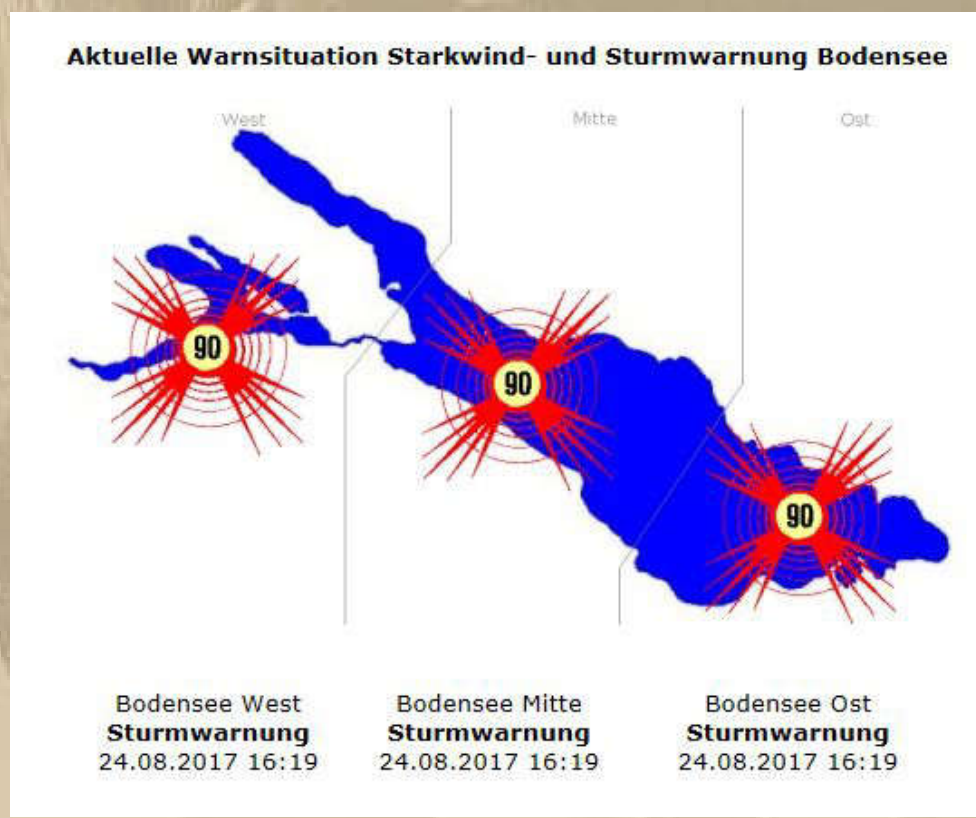 Aktuelle Warnsituation Starkwind- und Sturmwarnung Bodensee
West
Mitte
Ost
90
90
90
Bodensee West
Sturmwarnung
24.08.2017 16:19
Bodensee Mitte
Sturmwarnung
24.08.2017 16:19
Bodensee Ost
Sturmwarnung
24.08.2017 16:19